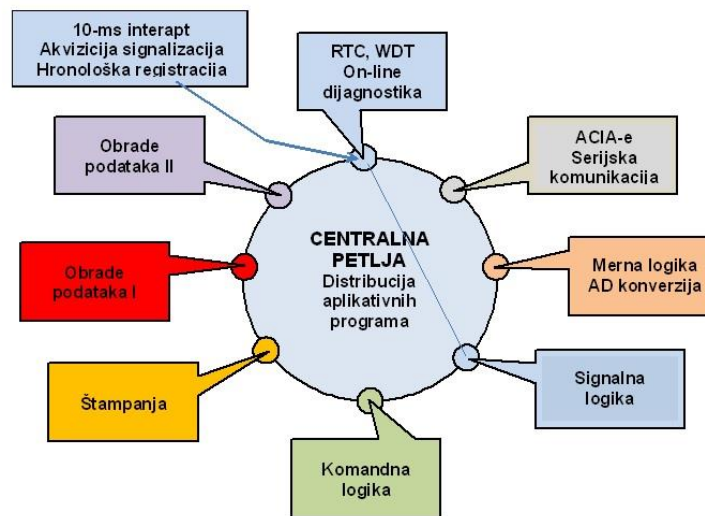 10-ms interapt
Akvizicija signalizacija
Hronološka registracija
RTC, WDT
On-line
dijagnostika
ACIA-e
Serijska
komunikacija
Obrade
podataka II
CENTRALNA
PETLJA
Distribucija
aplikativnih
programa
Merna logika
AD konverzija
Obrade
podataka I
Signalna
logika
Štampanja
Komandna
logika